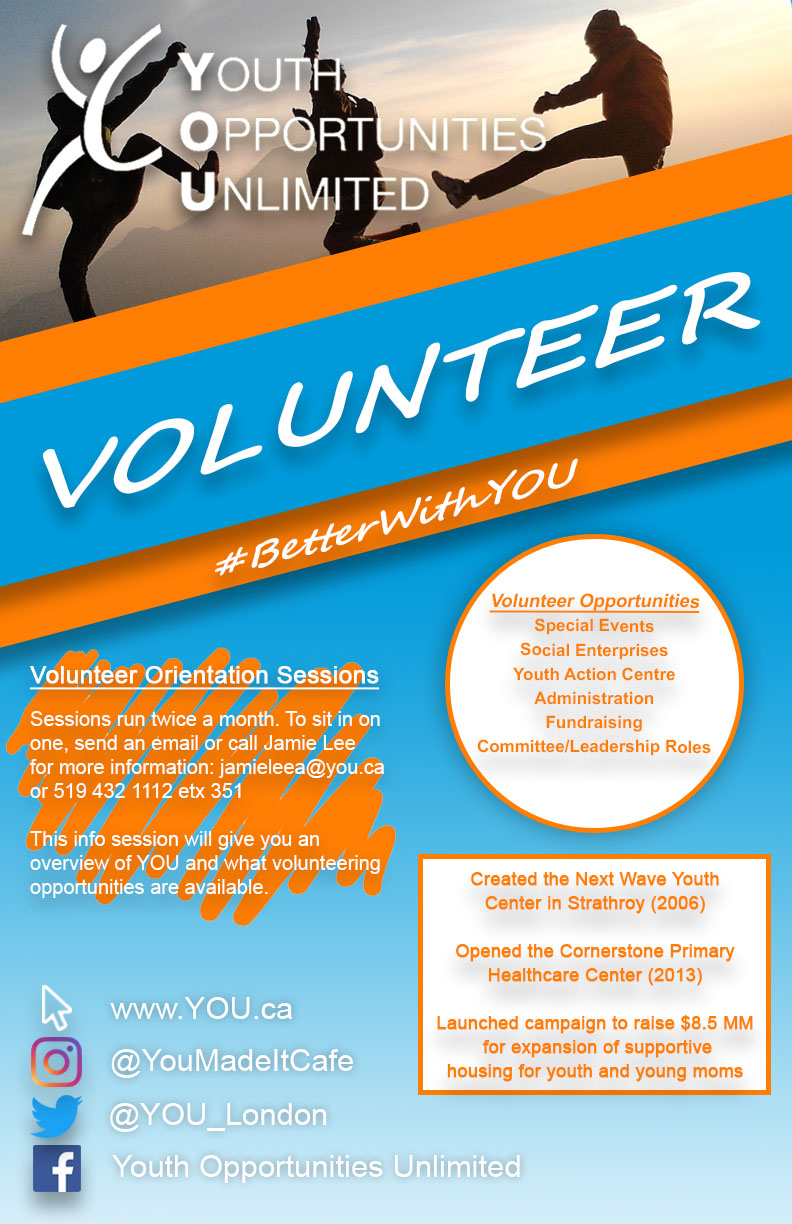 YOUTH
OPPORTUNITIES
UNLIMITED
VOLUNTEER
#BetterWithYOU
Volunteer Opportunities
Special Events
Social Enterprises
Youth Action Centre
Administration
Fundraising
Committee/Leadership Roles
Volunteer Orientation Sessions
Sessions run twice a month. To sit in on
one, send an email or call Jamie Lee
for more information: jamieleea@you.ca
or 519 432 1112 etx 351
This info session will give you an
overview of YOU and what volunteering
opportunities are available.
Created the Next Wave Youth
Center in Strathroy (2006)
Opened the Cornerstone Primary
Healthcare Center (2013)
Launched campaign to raise $8.5 MM
for expansion of supportive
housing for youth and young moms
www.YOU.ca
@YouMadeItCafe
@YOU_London
Youth Opportunities Unlimited